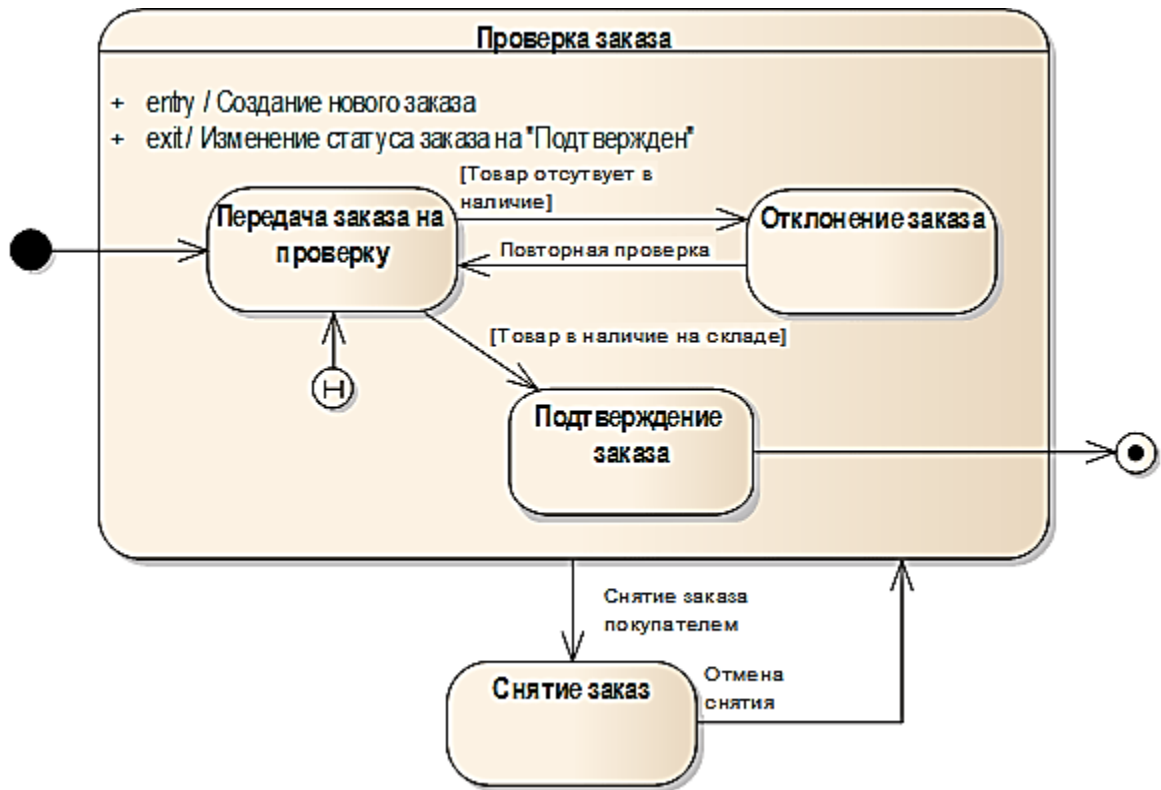 Проверка заказа
+ entry / Создание нового заказа
+ exit / Изменение статуса заказа на "Подтвержден"
[Товар отсутвует в
наличие]
Передача заказа на
проверку
Отклонение заказа
Повторная проверка
[Товар в наличие на складе]
H
Подтверждение
заказа
Снятие заказа
покупателем
Снятие заказ
Отмена
снятия